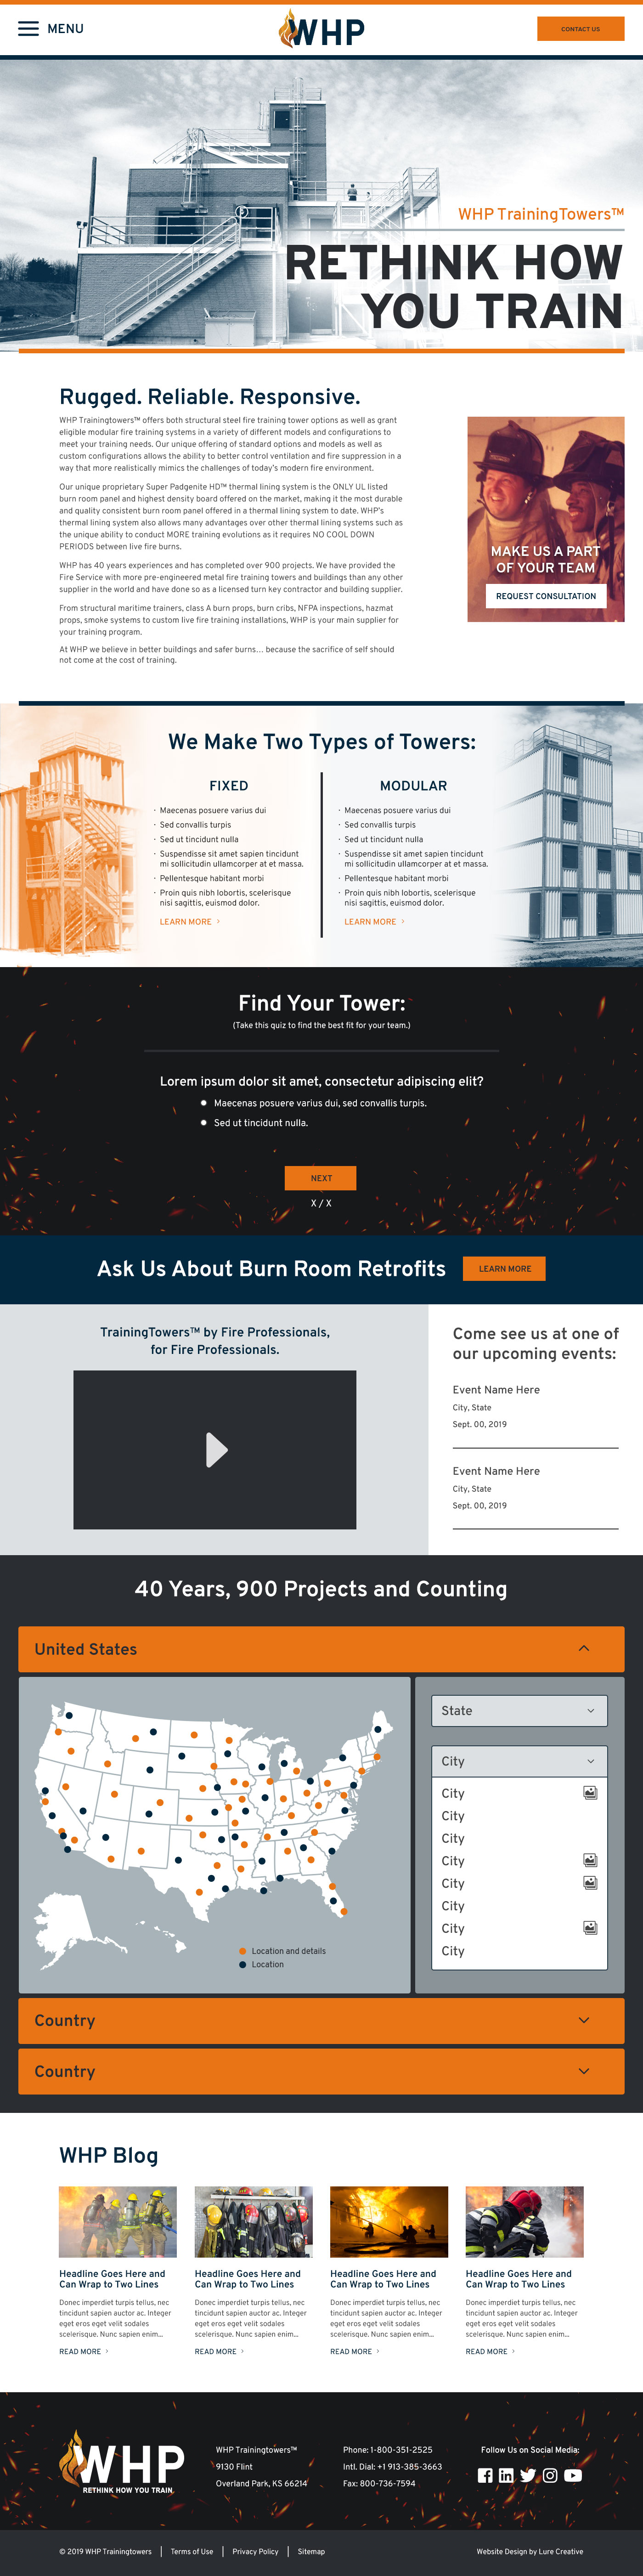 MENU
WHP
CONTACT US
WHP TrainingTowers™
RETHINK HOW
YOU TRAIN
Rugged. Reliable. Responsive.
WHP Trainingtowers™ offers both structural steel fire training tower options as well as grant
eligible modular fire training systems in a variety of different models and configurations to
meet your training needs. Our unique offering of standard options and models as well as
custom configurations allows the ability to better control ventilation and fire suppression in a
way that more realistically mimics the challenges of today's modern fire environment.
Our unique proprietary Super Padgenite HD™ thermal lining system is the ONLY UL listed
burn room panel and highest density board offered on the market, making it the most durable
and quality consistent burn room panel offered in a thermal lining system to date. WHP's
thermal lining system also allows many advantages over other thermal lining systems such as
the unique ability to conduct MORE training evolutions as it requires NO COOL DOWN
PERIODS between live fire burns.
WHP has 40 years experiences and has completed over 900 projects. We have provided the
Fire Service with more pre-engineered metal fire training towers and buildings than any other
supplier in the world and have done so as a licensed turn key contractor and building supplier.
From structural maritime trainers, class A burn props, burn cribs, NFPA inspections, hazmat
props, smoke systems to custom live fire training installations, WHP is your main supplier for
your training program.
At WHP we believe in better buildings and safer burns… because the sacrifice of self should
not come at the cost of training.
MAKE US A PART
OF YOUR TEAM
REQUEST CONSULTATION
We Make Two Types of Towers:
FIXED
· Maecenas posuere varius dui
· Sed convallis turpis
· Sed ut tincidunt nulla
· Suspendisse sit amet sapien tincidunt
mi sollicitudin ullamcorper at et massa.
· Pellentesque habitant morbi
· Proin quis nibh lobortis, scelerisque
nisi sagittis, euismod dolor.
LEARN MORE >
MODULAR
· Maecenas posuere varius dui
· Sed convallis turpis
· Sed ut tincidunt nulla
· Suspendisse sit amet sapien tincidunt
mi sollicitudin ullamcorper at et massa.
· Pellentesque habitant morbi
· Proin quis nibh lobortis, scelerisque
nisi sagittis, euismod dolor.
LEARN MORE >
Find Your Tower:
(Take this quiz to find the best fit for your team.)
Lorem ipsum dolor sit amet, consectetur adipiscing elit?
Maecenas posuere varius dui, sed convallis turpis.
Sed ut tincidunt nulla.
NEXT
X / X
Ask Us About Burn Room Retrofits
LEARN MORE
TrainingTowers™ by Fire Professionals,
for Fire Professionals.
Come see us at one of
our upcoming events:
Event Name Here
City, State
Sept. 00, 2019
Event Name Here
City, State
Sept. 00, 2019
40 Years, 900 Projects and Counting
United States
Location and details
Location
State
City
City
City
City
City
City
City
City
City
Country
Country
WHP Blog
Headline Goes Here and
Can Wrap to Two Lines
Donec imperdiet turpis tellus, nec
tincidunt sapien auctor ac. Integer
eget eros eget velit sodales
scelerisque. Nunc sapien enim...
READ MORE >
Headline Goes Here and
Can Wrap to Two Lines
Donec imperdiet turpis tellus, nec
tincidunt sapien auctor ac. Integer
eget eros eget velit sodales
scelerisque. Nunc sapien enim...
READ MORE >
Headline Goes Here and
Can Wrap to Two Lines
Donec imperdiet turpis tellus, nec
tincidunt sapien auctor ac. Integer
eget eros eget velit sodales
scelerisque. Nunc sapien enim...
READ MORE >
Headline Goes Here and
Can Wrap to Two Lines
Donec imperdiet turpis tellus, nec
tincidunt sapien auctor ac. Integer
eget eros eget velit sodales
scelerisque. Nunc sapien enim...
READ MORE >
WHP
RETHINK HOW YOU TRAIN.
WHP Trainingtowers™
9130 Flint
Overland Park, KS 66214
Phone: 1-800-351-2525
Intl. Dial: +1 913-385-3663
Fax: 800-736-7594
Follow Us on Social Media:
© 2019 WHP Trainingtowers | Terms of Use | Privacy Policy | Sitemap
Website Design by Lure Creative